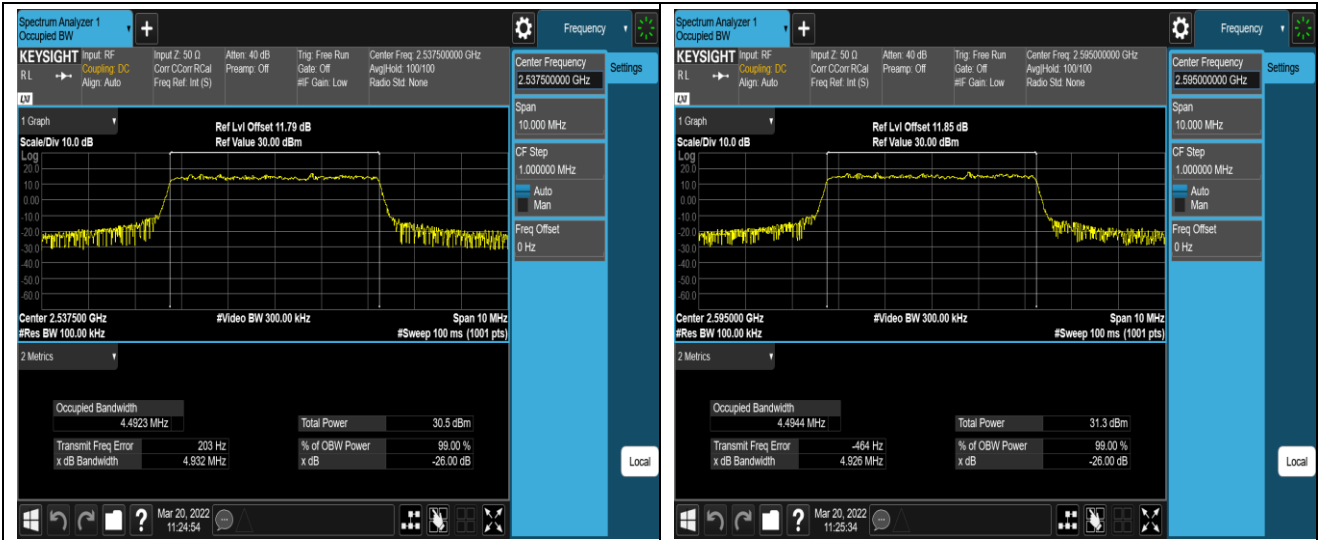 Spectrum Analyzer 1
Occupied BW
+
Frequency
KEYSIGHT
Input: RF
Coupling: DC
Align: Auto
Input Z: 50 Ω
Corr CCorr RCal
Freq Ref: Int (S)
Atten: 40 dB
Preamp: Off
Trig: Free Run
Gate: Off
#IF Gain: Low
Center Freq: 2.537500000 GHz
Avg|Hold: 100/100
Radio Std: None
RL
LXI
Center Frequency
2.537500000 GHz
Settings
Span
10.000 MHz
CF Step
1.000000 MHz
Auto
Man
Freq Offset
0 Hz
1 Graph
Ref Lvl Offset 11.79 dB
Scale/Div 10.0 dB
Ref Value 30.00 dBm
Log
20.0
10.0
0.00
-10.0
-20.0
-30.0
-40.0
-50.0
-60.0
Center 2.537500 GHz
#Video BW 300.00 kHz
Span 10 MHz
#Res BW 100.00 kHz
#Sweep 100 ms (1001 pts)
2 Metrics
Occupied Bandwidth
4.4923 MHz
Total Power 30.5 dBm
Transmit Freq Error 203 Hz
% of OBW Power 99.00 %
x dB Bandwidth 4.932 MHz
x dB -26.00 dB
Local
?
Mar 20, 2022
11:24:54
Spectrum Analyzer 1
Occupied BW
+
Frequency
KEYSIGHT
Input: RF
Coupling: DC
Align: Auto
Input Z: 50 Ω
Corr CCorr RCal
Freq Ref: Int (S)
Atten: 40 dB
Preamp: Off
Trig: Free Run
Gate: Off
#IF Gain: Low
Center Freq: 2.595000000 GHz
Avg|Hold: 100/100
Radio Std: None
RL
LXI
Center Frequency
2.595000000 GHz
Settings
Span
10.000 MHz
CF Step
1.000000 MHz
Auto
Man
Freq Offset
0 Hz
1 Graph
Ref Lvl Offset 11.85 dB
Scale/Div 10.0 dB
Ref Value 30.00 dBm
Log
20.0
10.0
0.00
-10.0
-20.0
-30.0
-40.0
-50.0
-60.0
Center 2.595000 GHz
#Video BW 300.00 kHz
Span 10 MHz
#Res BW 100.00 kHz
#Sweep 100 ms (1001 pts)
2 Metrics
Occupied Bandwidth
4.4944 MHz
Total Power 31.3 dBm
Transmit Freq Error -464 Hz
% of OBW Power 99.00 %
x dB Bandwidth 4.926 MHz
x dB -26.00 dB
Local
?
Mar 20, 2022
11:25:34